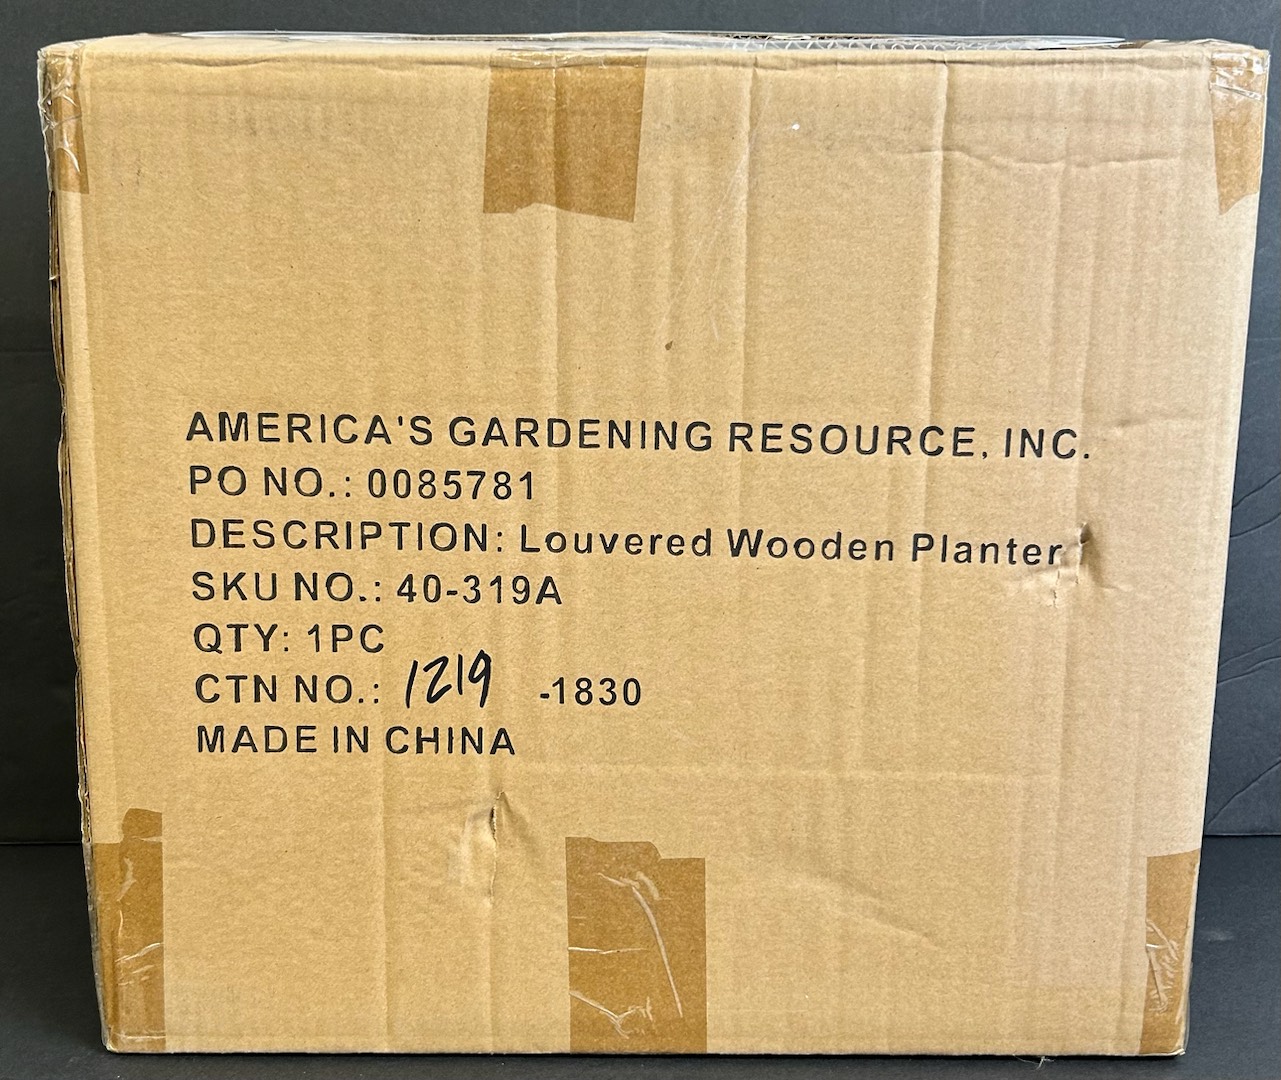 AMERICA'S GARDENING RESOURCE, INC.
PO NO.: 0085781
DESCRIPTION: Louvered Wooden Planter
SKU NO.: 40-319A
QTY: 1PC
CTN NO.: 1219 -1830
MADE IN CHINA